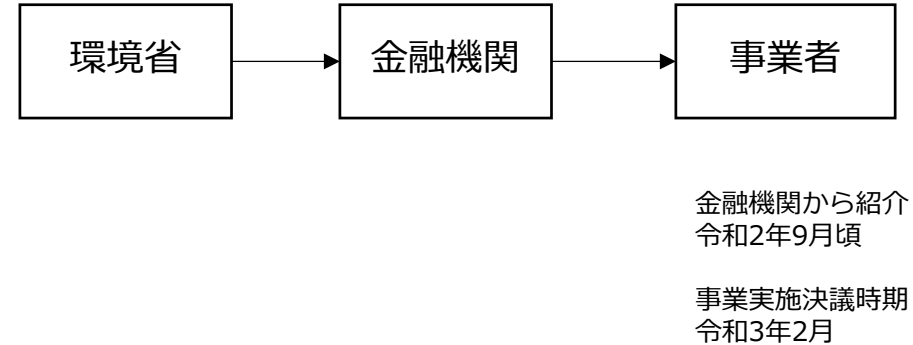 環境省
金融機関
事業者
金融機関から紹介
令和2年9月頃
事業実施決議時期
令和3年2月